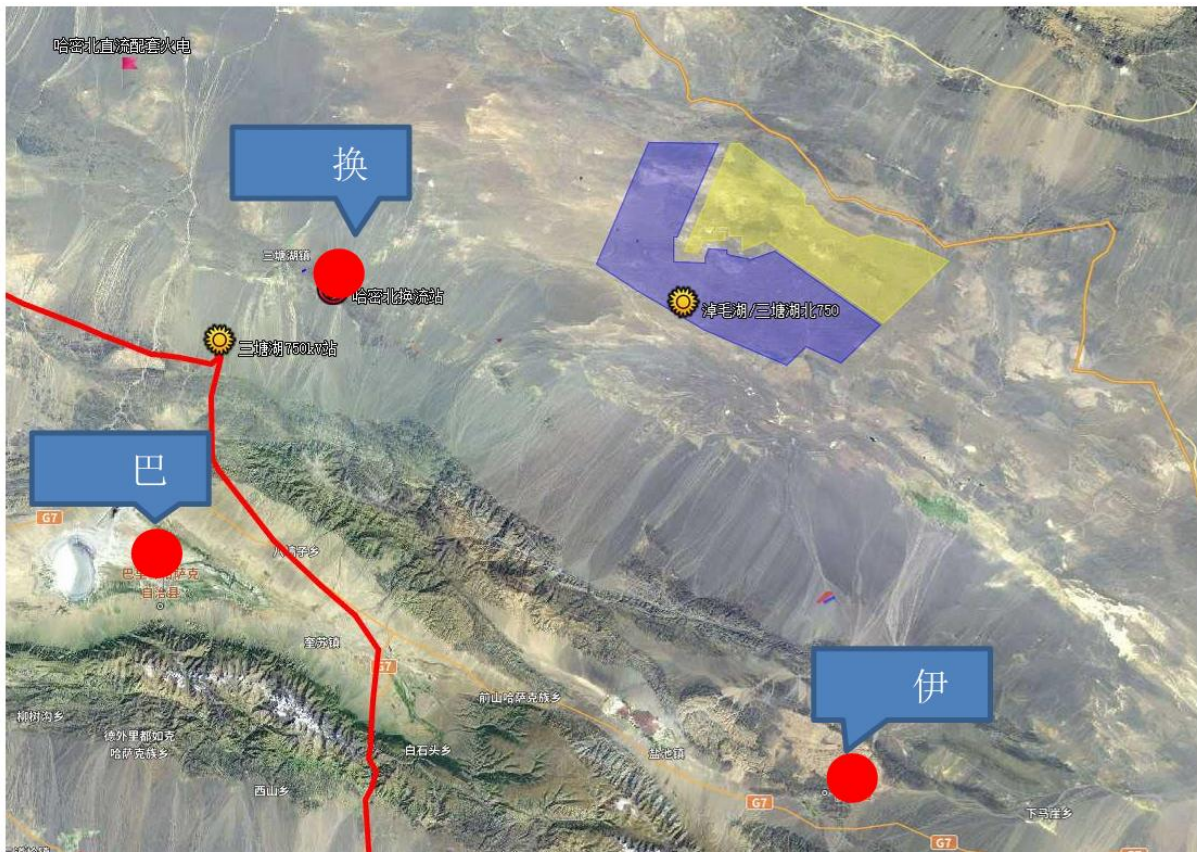 哈密北直流配套火电
换
三塘湖镇
哈密北换流站
淖毛湖/三塘湖北750
三塘湖750kv站
巴
G7
八墙子乡
自治县
奎苏镇
G7
前山哈萨克族乡
伊
柳树沟乡
德外里都如克
哈萨克族乡
白石头乡
盐池镇
西山乡
G7
下马崖乡
G7